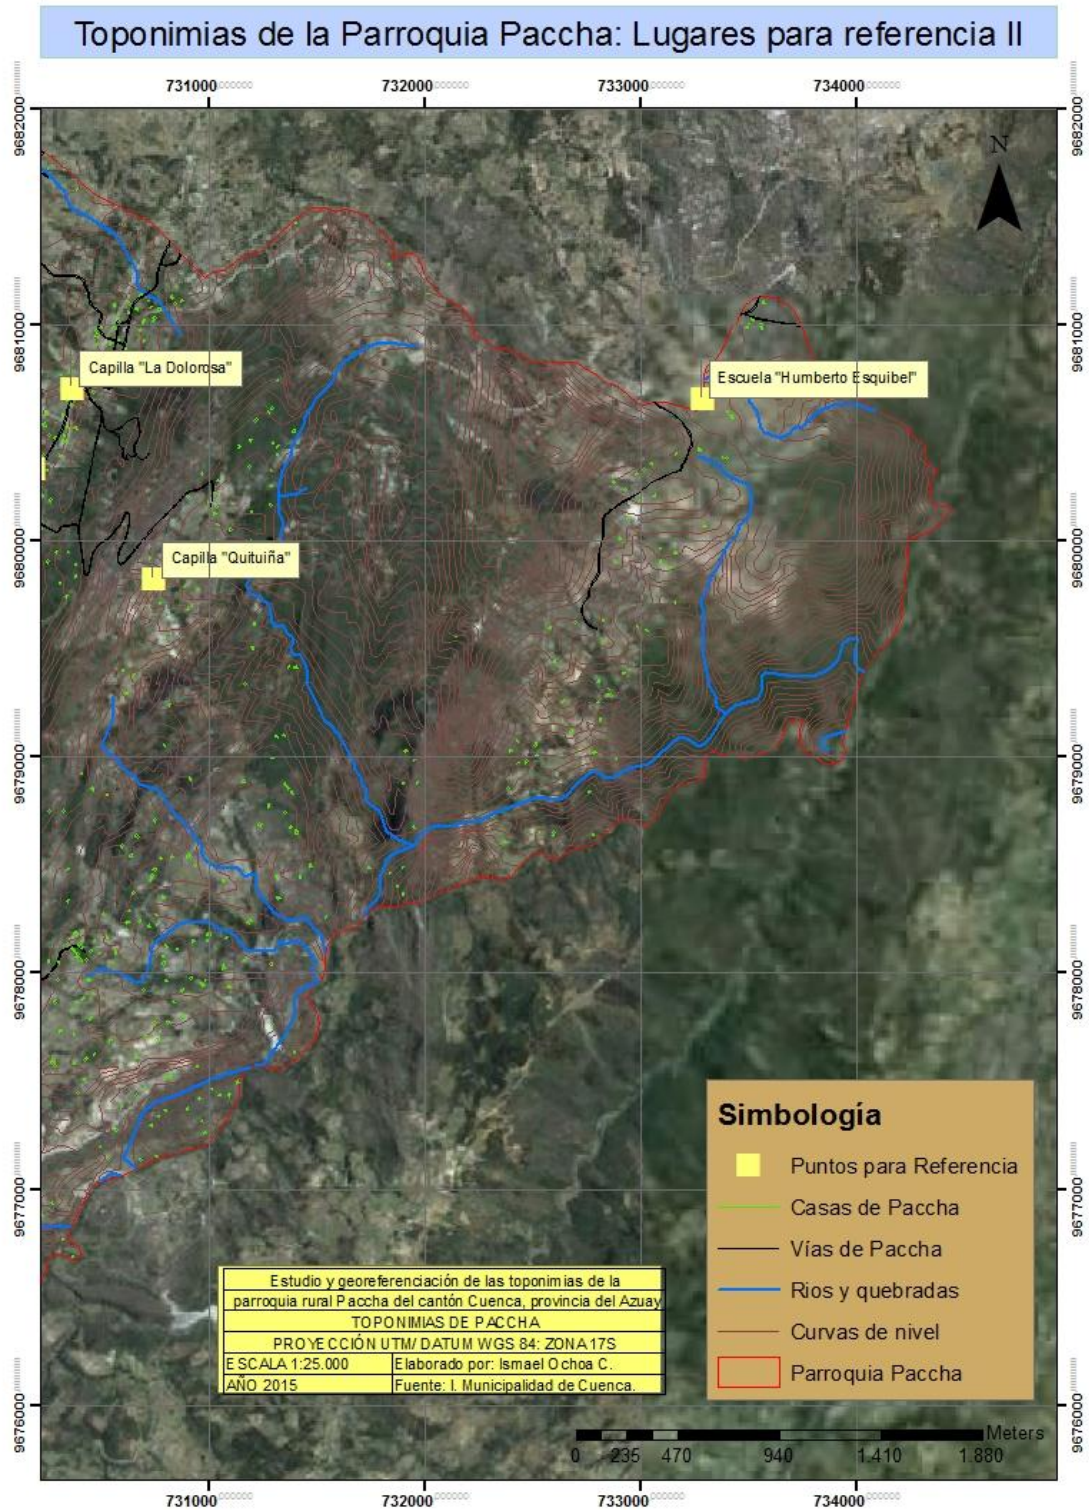 Toponimias de la Parroquia Paccha: Lugares para referencia II
731000 732000 733000 734000
9682000 9682000
N
9681000 9681000
Capilla "La Dolorosa"
Escuela "Humberto Esquibel"
9680000 9680000
Capilla "Quituiña"
9679000 9679000
9678000 9678000
Simbología
Puntos para Referencia
Casas de Paccha
Vías de Paccha
Rios y quebradas
Curvas de nivel
Parroquia Paccha
9677000 9677000
Estudio y georeferenciación de las toponimias de la
parroquia rural Paccha del cantón Cuenca, provincia del Azuay
TOPONIMIAS DE PACCHA
PROYECCIÓN UTM/ DATUM WGS 84: ZONA 17S
ESCALA 1:25.000 Elaborado por: Ismael Ochoa C.
AÑO 2015 Fuente: I. Municipalidad de Cuenca.
9676000 9676000
Meters
0 235 470 940 1.410 1.880
731000 732000 733000 734000